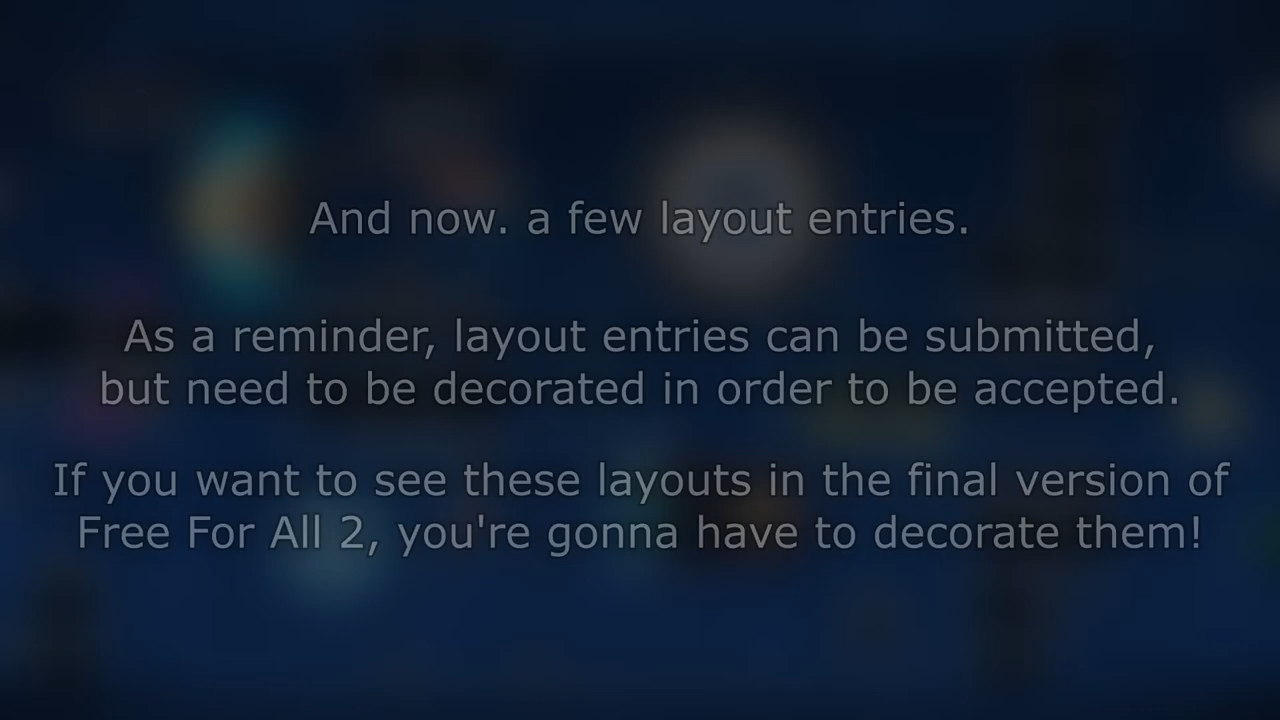 And now. a few layout entries.
As a reminder, layout entries can be submitted,
but need to be decorated in order to be accepted.
If you want to see these layouts in the final version of
Free For All 2, you're gonna have to decorate them!